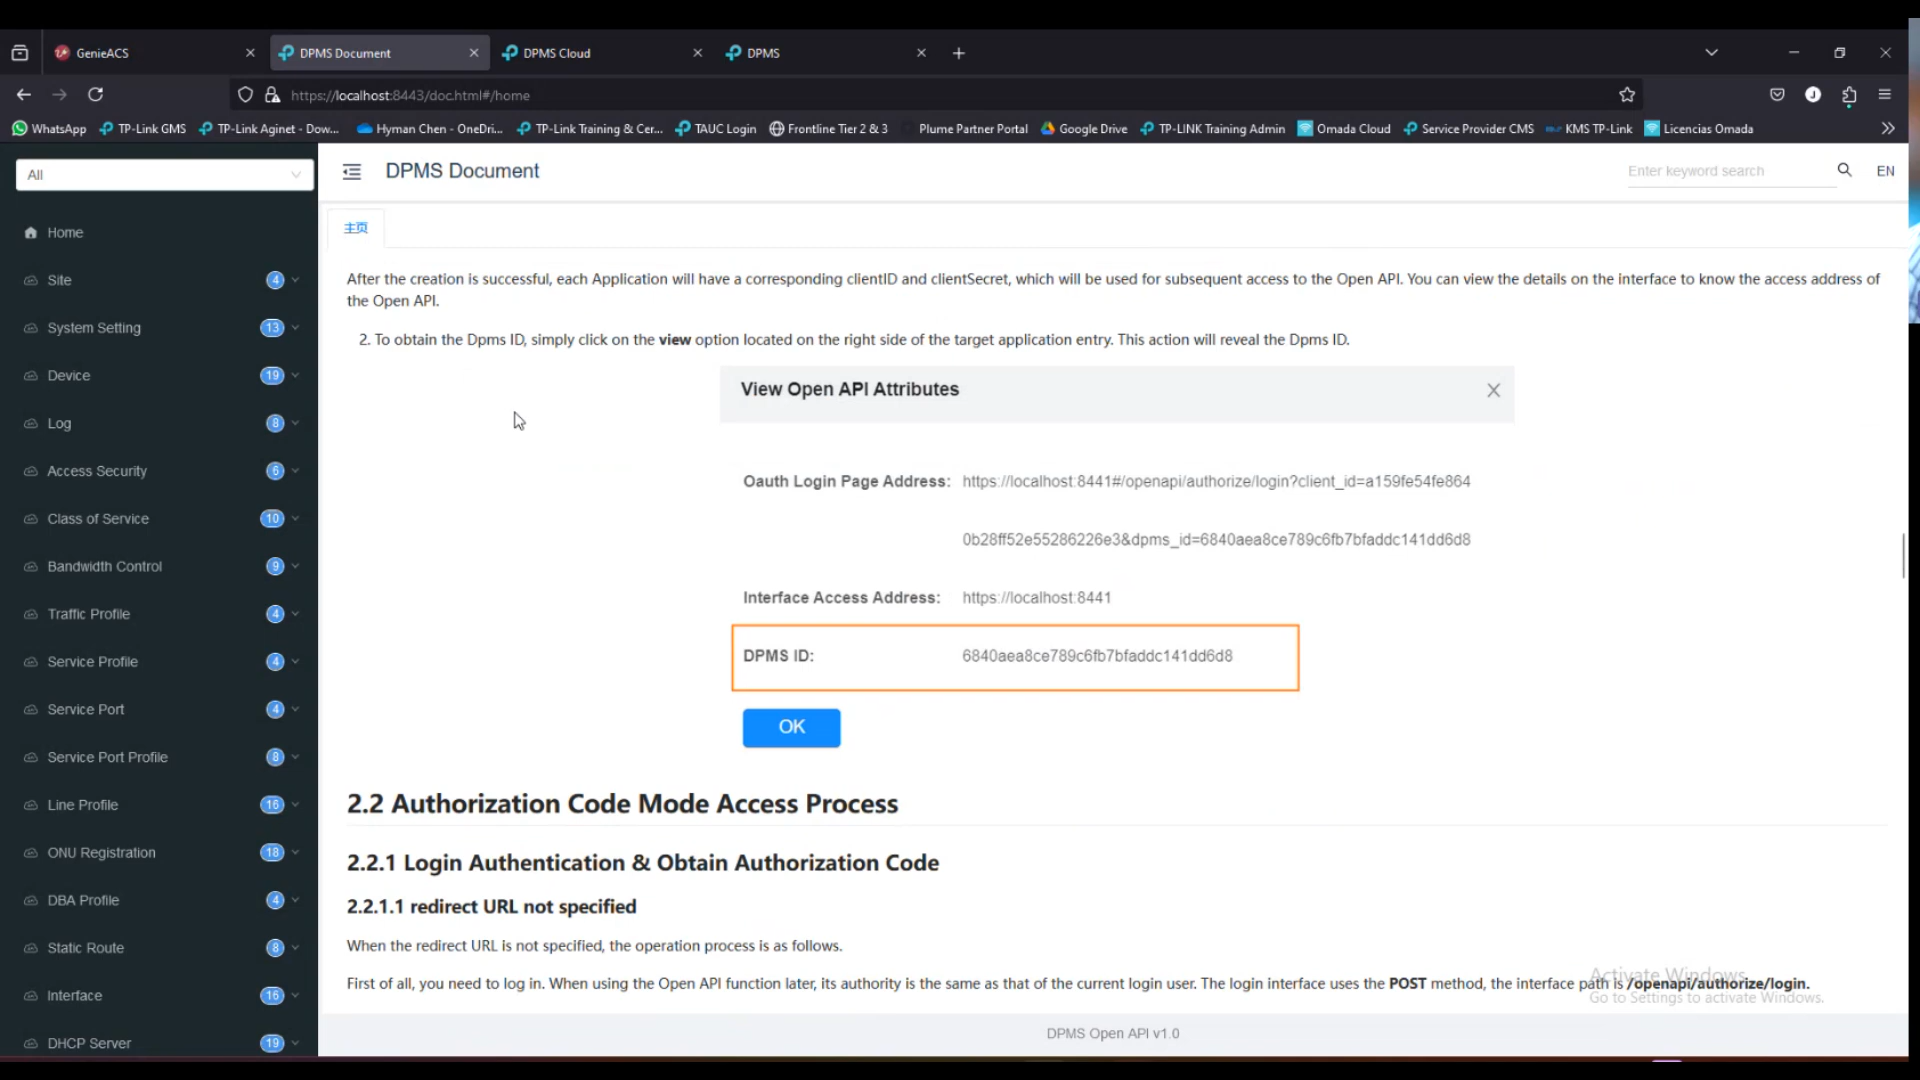 GenieACS
DPMS Document
DPMS Cloud
DPMS
https://localhost:8443/doc.html#/home
WhatsApp TP-Link GMS TP-Link Aginet - Dow... Hyman Chen - OneDri... TP-Link Training & Cer... TAUC Login Frontline Tier 2 & 3 Plume Partner Portal Google Drive TP-LINK Training Admin Omada Cloud Service Provider CMS KMS TP-Link Licencias Omada
All
DPMS Document
Enter keyword search
EN
Home
Site 4
System Setting 13
Device 19
Log 8
Access Security 6
Class of Service 10
Bandwidth Control 9
Traffic Profile 4
Service Profile 4
Service Port 4
Service Port Profile 8
Line Profile 16
ONU Registration 18
DBA Profile 4
Static Route 8
Interface 16
DHCP Server 19
主页
After the creation is successful, each Application will have a corresponding clientID and clientSecret, which will be used for subsequent access to the Open API. You can view the details on the interface to know the access address of
the Open API.
2. To obtain the Dpms ID, simply click on the view option located on the right side of the target application entry. This action will reveal the Dpms ID.
View Open API Attributes
Oauth Login Page Address: https://localhost:8441#/openapi/authorize/login?client_id=a159fe54fe864
0b28ff52e55286226e3&dpms_id=6840aea8ce789c6fb7bfaddc141dd6d8
Interface Access Address: https://localhost:8441
DPMS ID: 6840aea8ce789c6fb7bfaddc141dd6d8
OK
2.2 Authorization Code Mode Access Process
2.2.1 Login Authentication & Obtain Authorization Code
2.2.1.1 redirect URL not specified
When the redirect URL is not specified, the operation process is as follows.
First of all, you need to log in. When using the Open API function later, its authority is the same as that of the current login user. The login interface uses the POST method, the interface path is /openapi/authorize/login.
Activate Windows
Go to Settings to activate Windows.
DPMS Open API v1.0